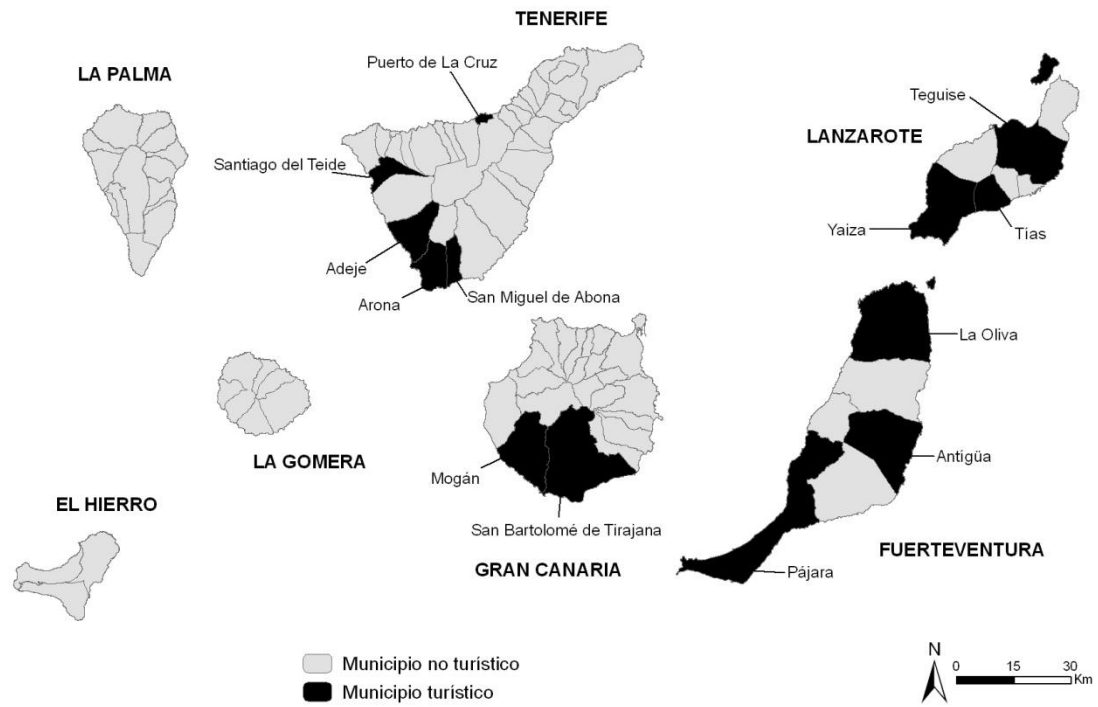 TENERIFE
Puerto de La Cruz
LA PALMA
Teguise
LANZAROTE
Santiago del Teide
Yaiza
Tías
Adeje
San Miguel de Abona
Arona
La Oliva
LA GOMERA
Mogán
Antigüa
EL HIERRO
San Bartolomé de Tirajana
FUERTEVENTURA
GRAN CANARIA
Pájara
Municipio no turístico
Municipio turístico
N
0 15 30
Km